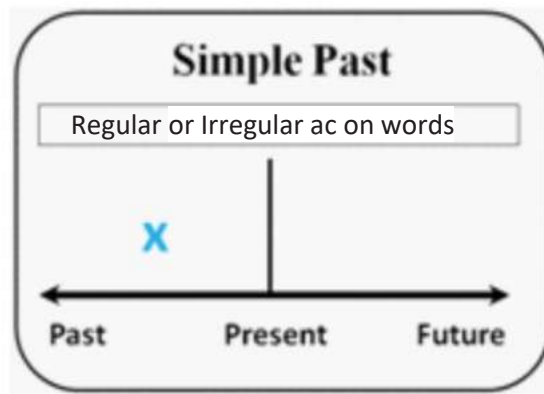 Simple Past
Regular or Irregular ac on words
X
Past Present Future